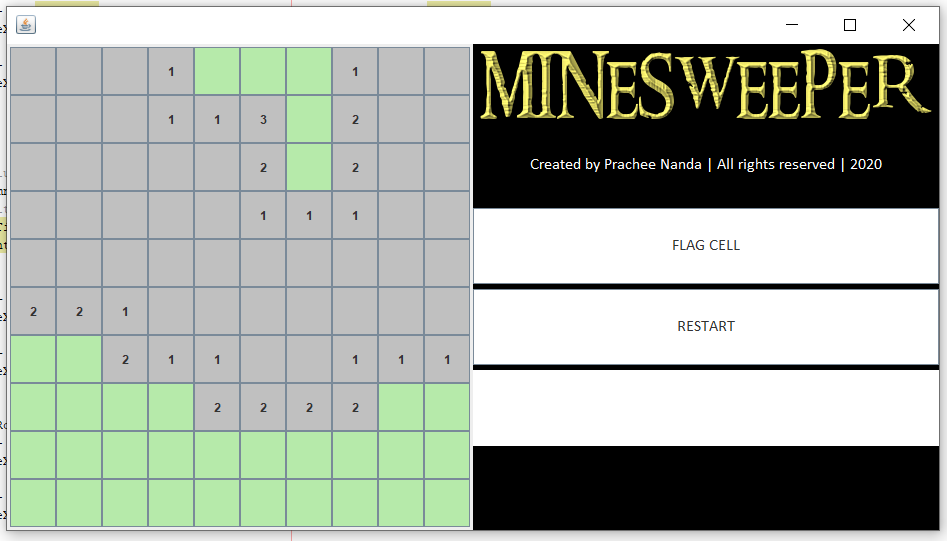 MINESWEEPER
Created by Prachee Nanda | All rights reserved | 2020
FLAG CELL
RESTART
1 1
1 1 3 2
2 2
1 1 1
2 2 1
2 1 1 1 1 1
2 2 2 2